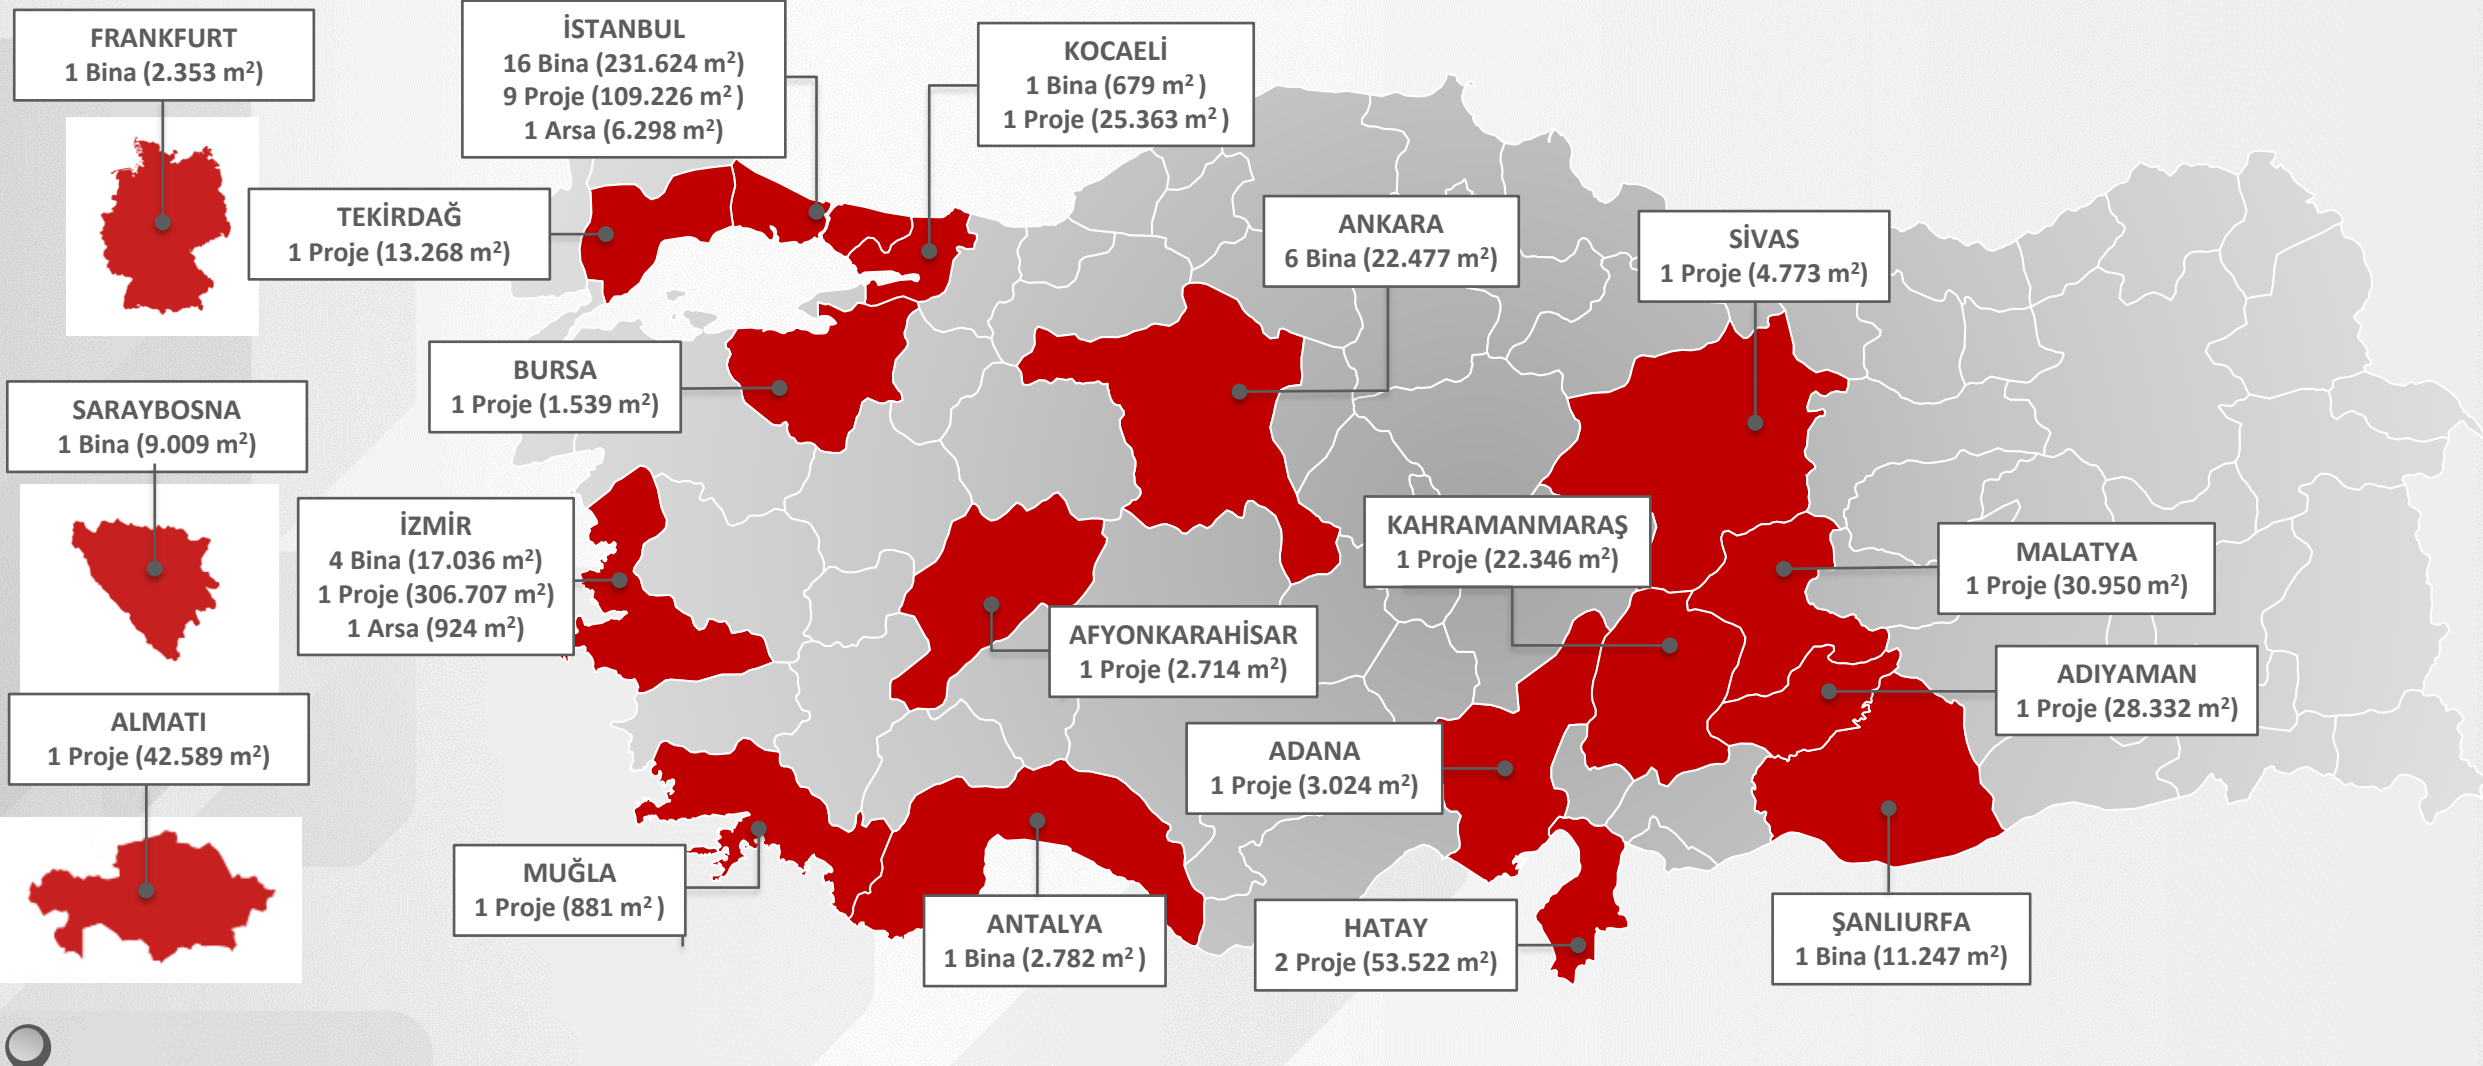 FRANKFURT
1 Bina (2.353 m²)
İSTANBUL
16 Bina (231.624 m²)
9 Proje (109.226 m²)
1 Arsa (6.298 m²)
KOCAELİ
1 Bina (679 m²)
1 Proje (25.363 m²)
TEKİRDAĞ
1 Proje (13.268 m²)
ANKARA
6 Bina (22.477 m²)
SİVAS
1 Proje (4.773 m²)
BURSA
1 Proje (1.539 m²)
SARAYBOSNA
1 Bina (9.009 m²)
İZMİR
4 Bina (17.036 m²)
1 Proje (306.707 m²)
1 Arsa (924 m²)
KAHRAMANMARAŞ
1 Proje (22.346 m²)
MALATYA
1 Proje (30.950 m²)
AFYONKARAHİSAR
1 Proje (2.714 m²)
ADIYAMAN
1 Proje (28.332 m²)
ALMATI
1 Proje (42.589 m²)
ADANA
1 Proje (3.024 m²)
MUĞLA
1 Proje (881 m²)
ANTALYA
1 Bina (2.782 m²)
HATAY
2 Proje (53.522 m²)
ŞANLIURFA
1 Bina (11.247 m²)